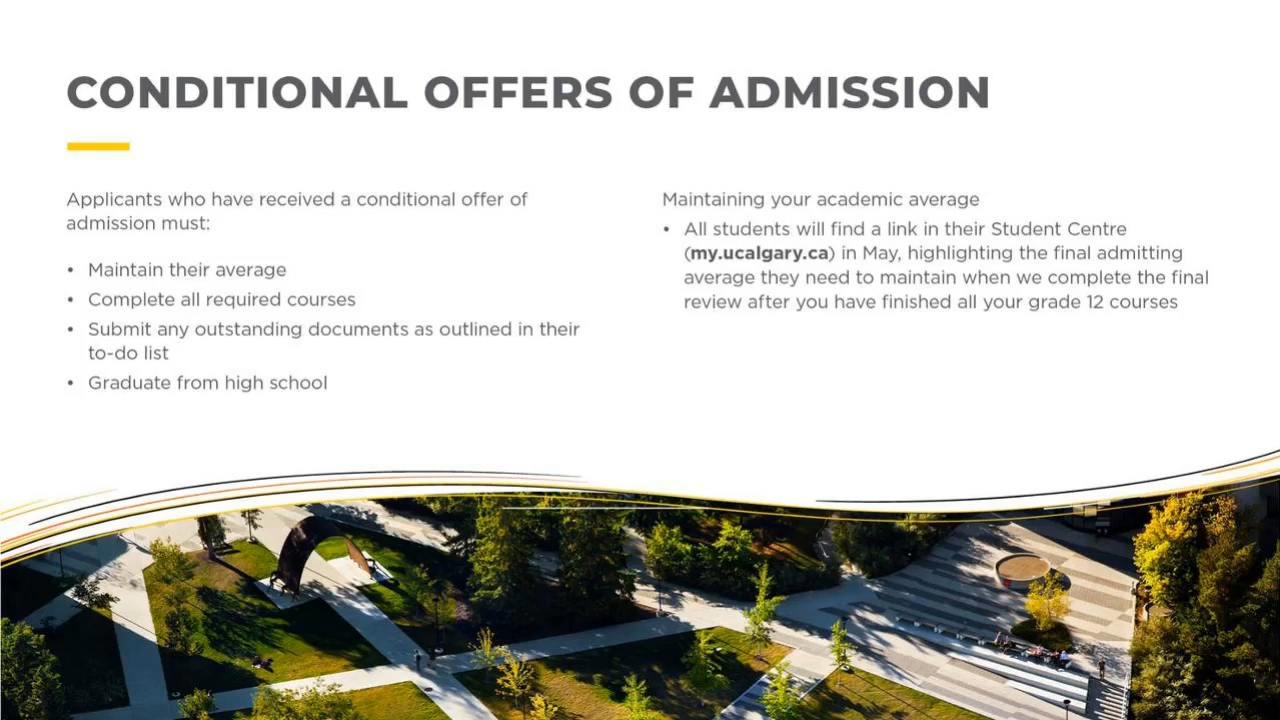 CONDITIONAL OFFERS OF ADMISSION
Applicants who have received a conditional offer of
admission must:
• Maintain their average
• Complete all required courses
• Submit any outstanding documents as outlined in their
to-do list
• Graduate from high school
Maintaining your academic average
• All students will find a link in their Student Centre
(my.ucalgary.ca) in May, highlighting the final admitting
average they need to maintain when we complete the final
review after you have finished all your grade 12 courses